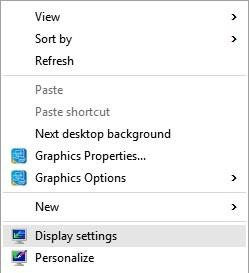 View
Sort by
Refresh
Paste
Paste shortcut
Next desktop background
Graphics Properties...
Graphics Options
New
Display settings
Personalize